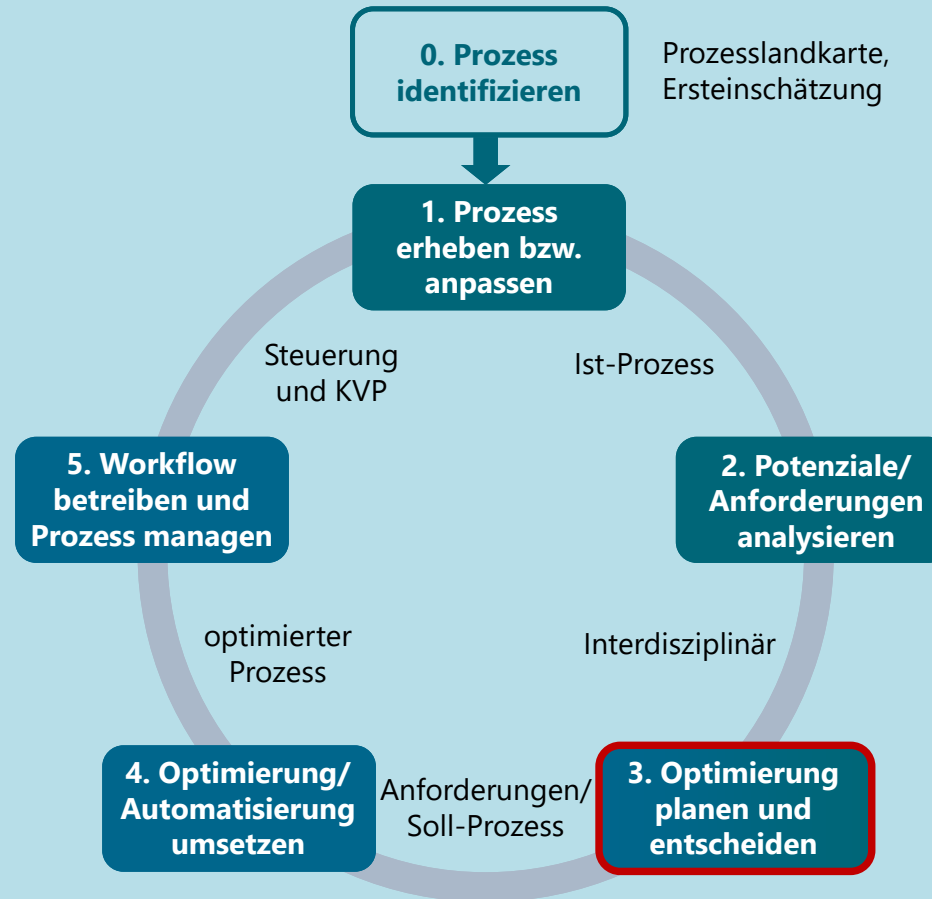 0. Prozess
identifizieren
Prozesslandkarte,
Ersteinschätzung
1. Prozess
erheben bzw.
anpassen
Steuerung
und KVP
Ist-Prozess
5. Workflow
betreiben und
Prozess managen
2. Potenziale/
Anforderungen
analysieren
optimierter
Prozess
Interdisziplinär
4. Optimierung/
Automatisierung
umsetzen
Anforderungen/
Soll-Prozess
3. Optimierung
planen und
entscheiden